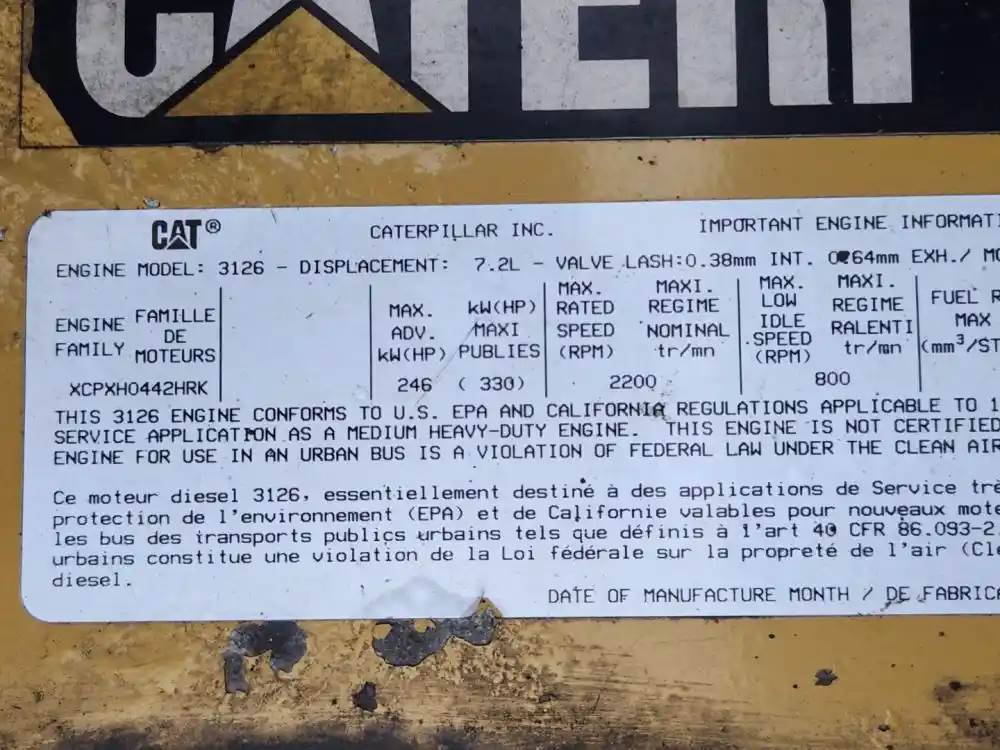 CATERP
CAT® CATERPILLAR INC. IMPORTANT ENGINE INFORMATI
ENGINE MODEL: 3126 - DISPLACEMENT: 7.2L - VALVE LASH:0.38mm INT. 0.64mm EXH./ MO
ENGINE FAMILY
FAMILLE DE MOTEURS
MAX. ADV. kW(HP)
kW(HP) MAXI PUBLIES
MAX. RATED SPEED (RPM)
MAXI. REGIME NOMINAL tr/mn
MAX. LOW IDLE SPEED (RPM)
MAXI. REGIME RALENTI tr/mn
FUEL R
MAX
(mm³/ST
XCPXH0442HRK 246 ( 330) 2200 800
THIS 3126 ENGINE CONFORMS TO U.S. EPA AND CALIFORNIA REGULATIONS APPLICABLE TO 1
SERVICE APPLICATION AS A MEDIUM HEAVY-DUTY ENGINE. THIS ENGINE IS NOT CERTIFIED
ENGINE FOR USE IN AN URBAN BUS IS A VIOLATION OF FEDERAL LAW UNDER THE CLEAN AIR
Ce moteur diesel 3126, essentiellement destiné à des applications de Service trè
protection de l'environnement (EPA) et de Californie valables pour nouveaux mote
les bus des transports publics urbains tels que définis à l'art 40 CFR 86.093-2
urbains constitue une violation de la Loi fédérale sur la propreté de l'air (Cle
diesel.
DATE OF MANUFACTURE MONTH / DE FABRICA